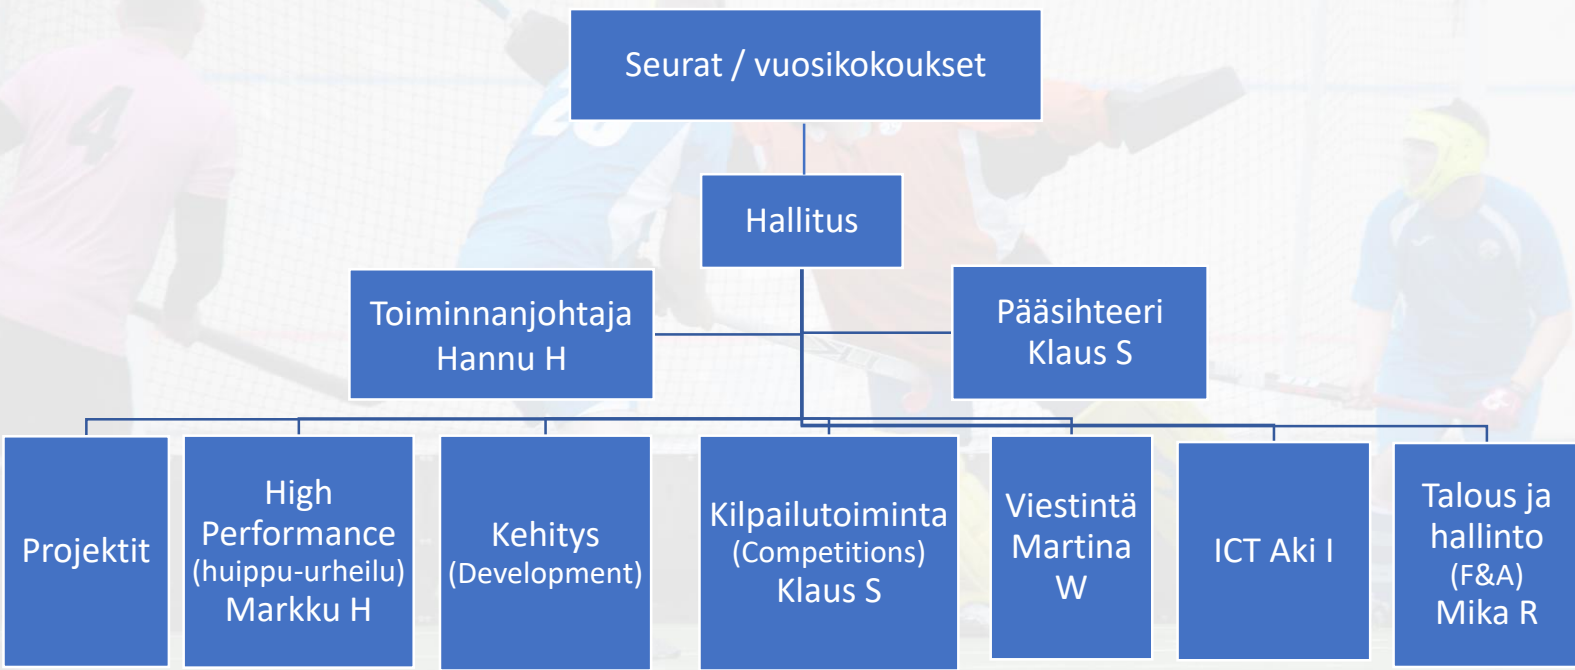 Seurat / vuosikokoukset
Hallitus
Toiminnanjohtaja
Hannu H
Pääsihteeri
Klaus S
Projektit
High
Performance
(huippu-urheilu)
Markku H
Kehitys
(Development)
Kilpailutoiminta
(Competitions)
Klaus S
Viestintä
Martina
W
ICT Aki I
Talous ja
hallinto
(F&A)
Mika R
4